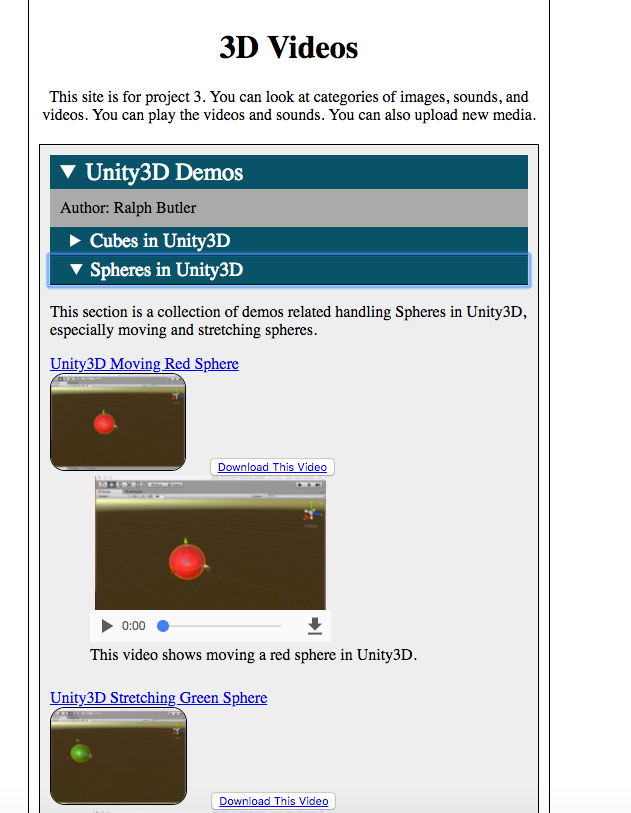 3D Videos
This site is for project 3. You can look at categories of images, sounds, and
videos. You can play the videos and sounds. You can also upload new media.
Unity3D Demos
Author: Ralph Butler
Cubes in Unity3D
Spheres in Unity3D
This section is a collection of demos related handling Spheres in Unity3D,
especially moving and stretching spheres.
Unity3D Moving Red Sphere
Download This Video
0:00
This video shows moving a red sphere in Unity3D.
Unity3D Stretching Green Sphere
Download This Video